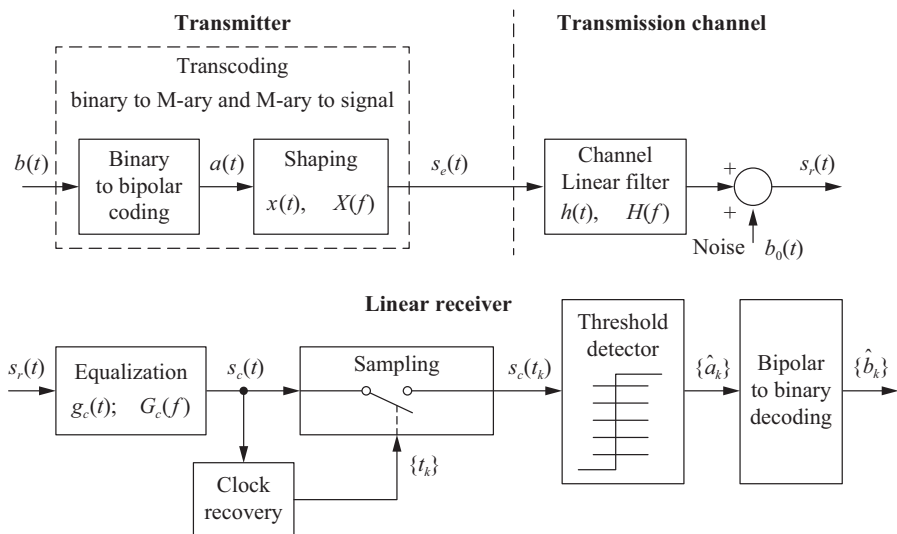 Transmitter
Transmission channel
Transcoding
binary to M-ary and M-ary to signal
b(t)
Binary
to bipolar
coding
a(t)
Shaping
x(t), X(f)
s_e(t)
Channel
Linear filter
h(t), H(f)
+
+
s_r(t)
Noise
b_0(t)
Linear receiver
s_r(t)
Equalization
g_c(t); G_c(f)
s_c(t)
Sampling
s_c(t_k)
Threshold
detector
{â_k}
Bipolar
to binary
decoding
{b̂_k}
{t_k}
Clock
recovery